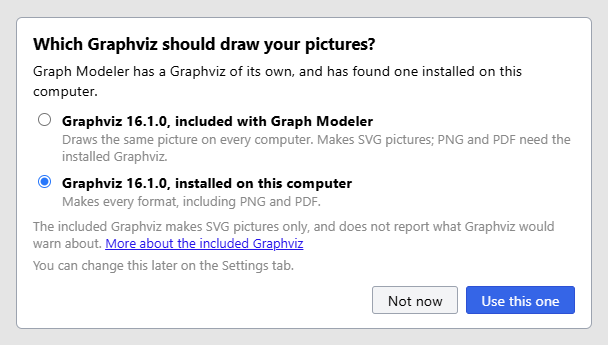 Which Graphviz should draw your pictures?
Graph Modeler has a Graphviz of its own, and has found one installed on this
computer.
Graphviz 16.1.0, included with Graph Modeler
Draws the same picture on every computer. Makes SVG pictures; PNG and PDF need the
installed Graphviz.
Graphviz 16.1.0, installed on this computer
Makes every format, including PNG and PDF.
The included Graphviz makes SVG pictures only, and does not report what Graphviz would
warn about. More about the included Graphviz
You can change this later on the Settings tab.
Not now
Use this one